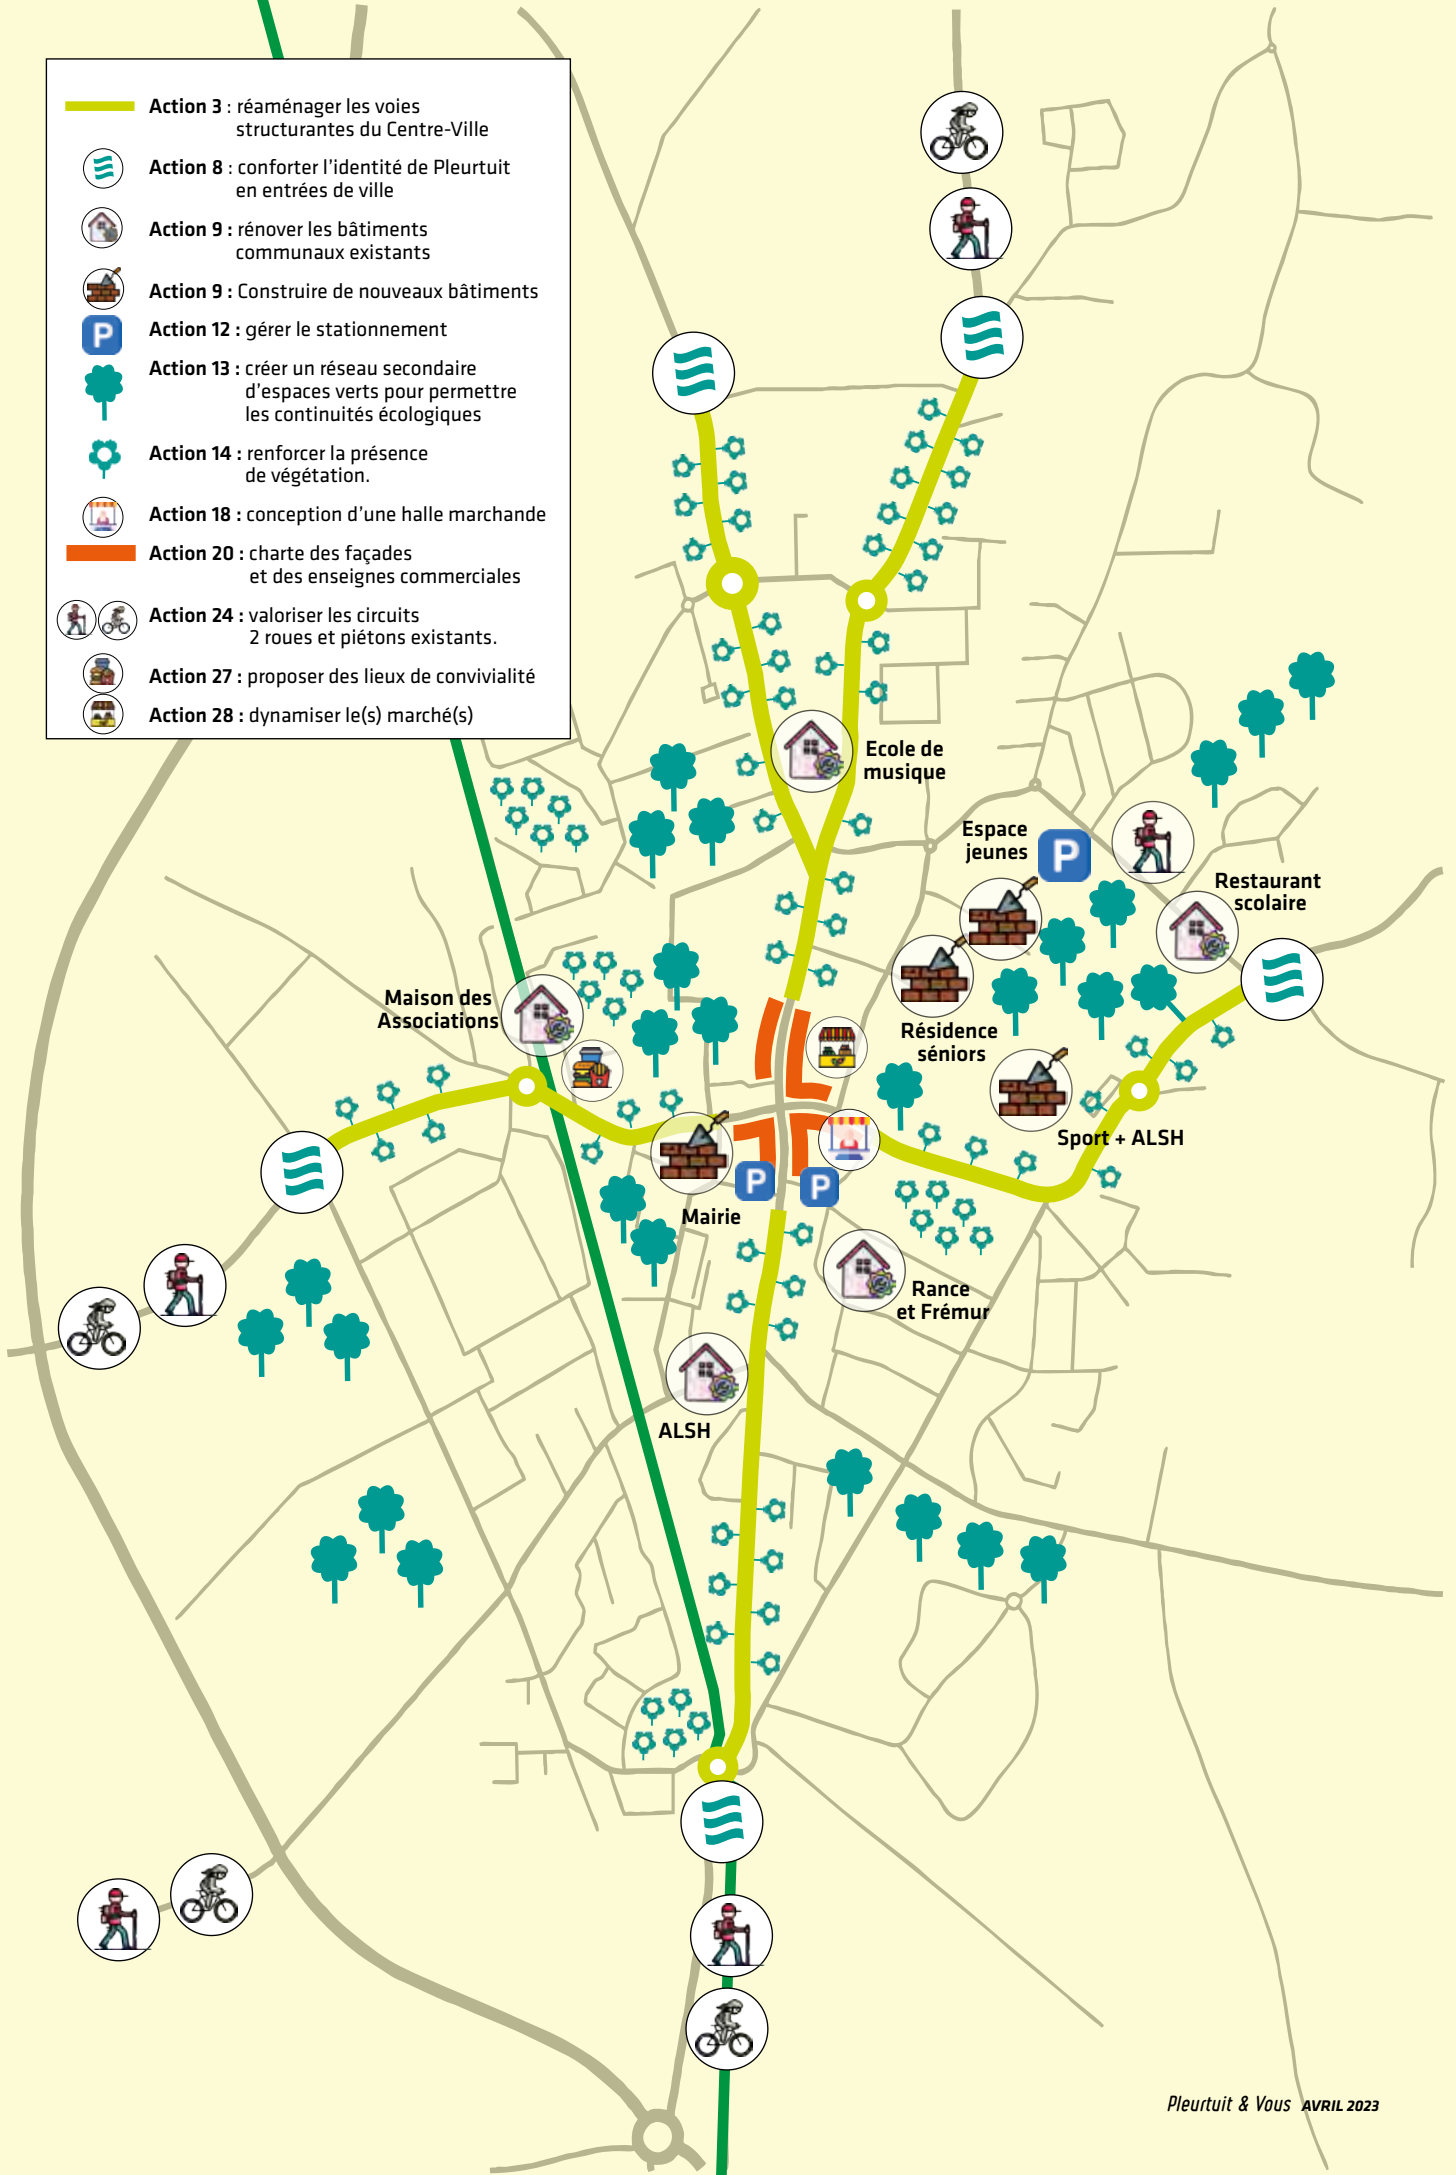 Action 3 : réaménager les voies
structurantes du Centre-Ville
Action 8 : conforter l'identité de Pleurtuit
en entrées de ville
Action 9 : rénover les bâtiments
communaux existants
Action 9 : Construire de nouveaux bâtiments
P
Action 12 : gérer le stationnement
Action 13 : créer un réseau secondaire
d'espaces verts pour permettre
les continuités écologiques
Action 14 : renforcer la présence
de végétation.
Action 18 : conception d'une halle marchande
Action 20 : charte des façades
et des enseignes commerciales
Action 24 : valoriser les circuits
2 roues et piétons existants.
Action 27 : proposer des lieux de convivialité
Action 28 : dynamiser le(s) marché(s)
Ecole de
musique
Espace
jeunes
P
Restaurant
scolaire
Maison des
Associations
Résidence
séniors
Sport + ALSH
P
P
Mairie
Rance
et Frémur
ALSH
Pleurtuit & Vous AVRIL 2023